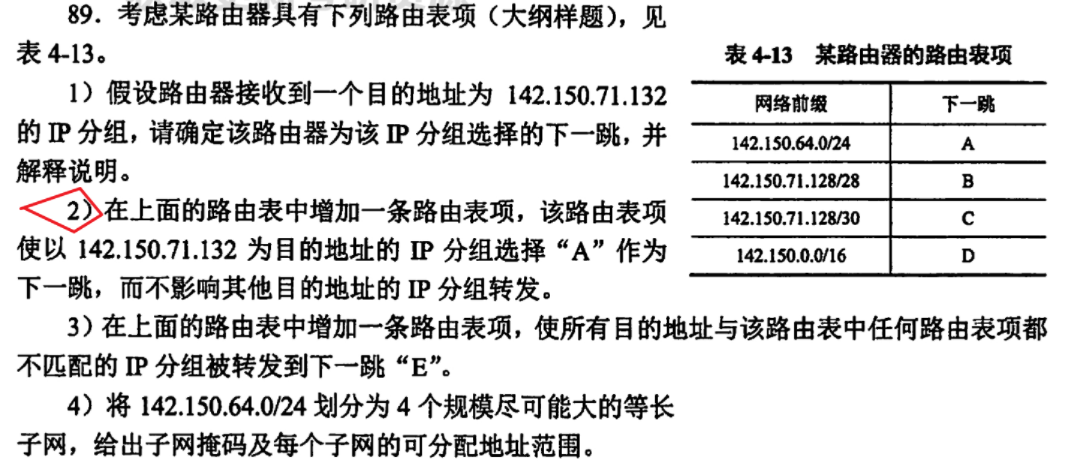 89．考虑某路由器具有下列路由表项（大纲样题），见
表 4-13。
1）假设路由器接收到一个目的地址为 142.150.71.132
的 IP 分组，请确定该路由器为该 IP 分组选择的下一跳，并
解释说明。
2）在上面的路由表中增加一条路由表项，该路由表项
使以 142.150.71.132 为目的地址的 IP 分组选择“A”作为
下一跳，而不影响其他目的地址的 IP 分组转发。
表 4-13 某路由器的路由表项
网络前缀 下一跳
142.150.64.0/24 A
142.150.71.128/28 B
142.150.71.128/30 C
142.150.0.0/16 D
3）在上面的路由表中增加一条路由表项，使所有目的地址与该路由表中任何路由表项都
不匹配的 IP 分组被转发到下一跳“E”。
4）将 142.150.64.0/24 划分为 4 个规模尽可能大的等长
子网，给出子网掩码及每个子网的可分配地址范围。